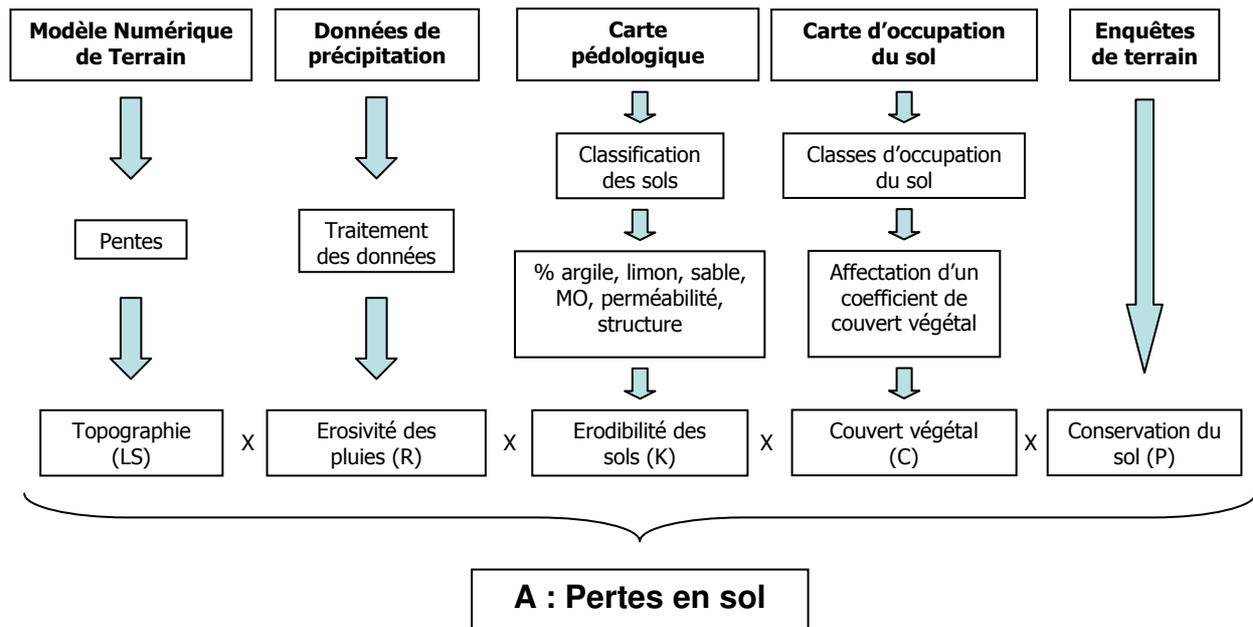 Modèle Numérique
de Terrain
Données de
précipitation
Carte
pédologique
Carte d’occupation
du sol
Enquêtes
de terrain
Classification
des sols
Classes d'occupation
du sol
Pentes
Traitement
des données
% argile, limon, sable,
MO, perméabilité,
structure
Affectation d’un
coefficient de
couvert végétal
Topographie
(LS)
X
Erosivité des
pluies (R)
X
Erodibilité des
sols (K)
X
Couvert végétal
(C)
X
Conservation du
sol (P)
A : Pertes en sol